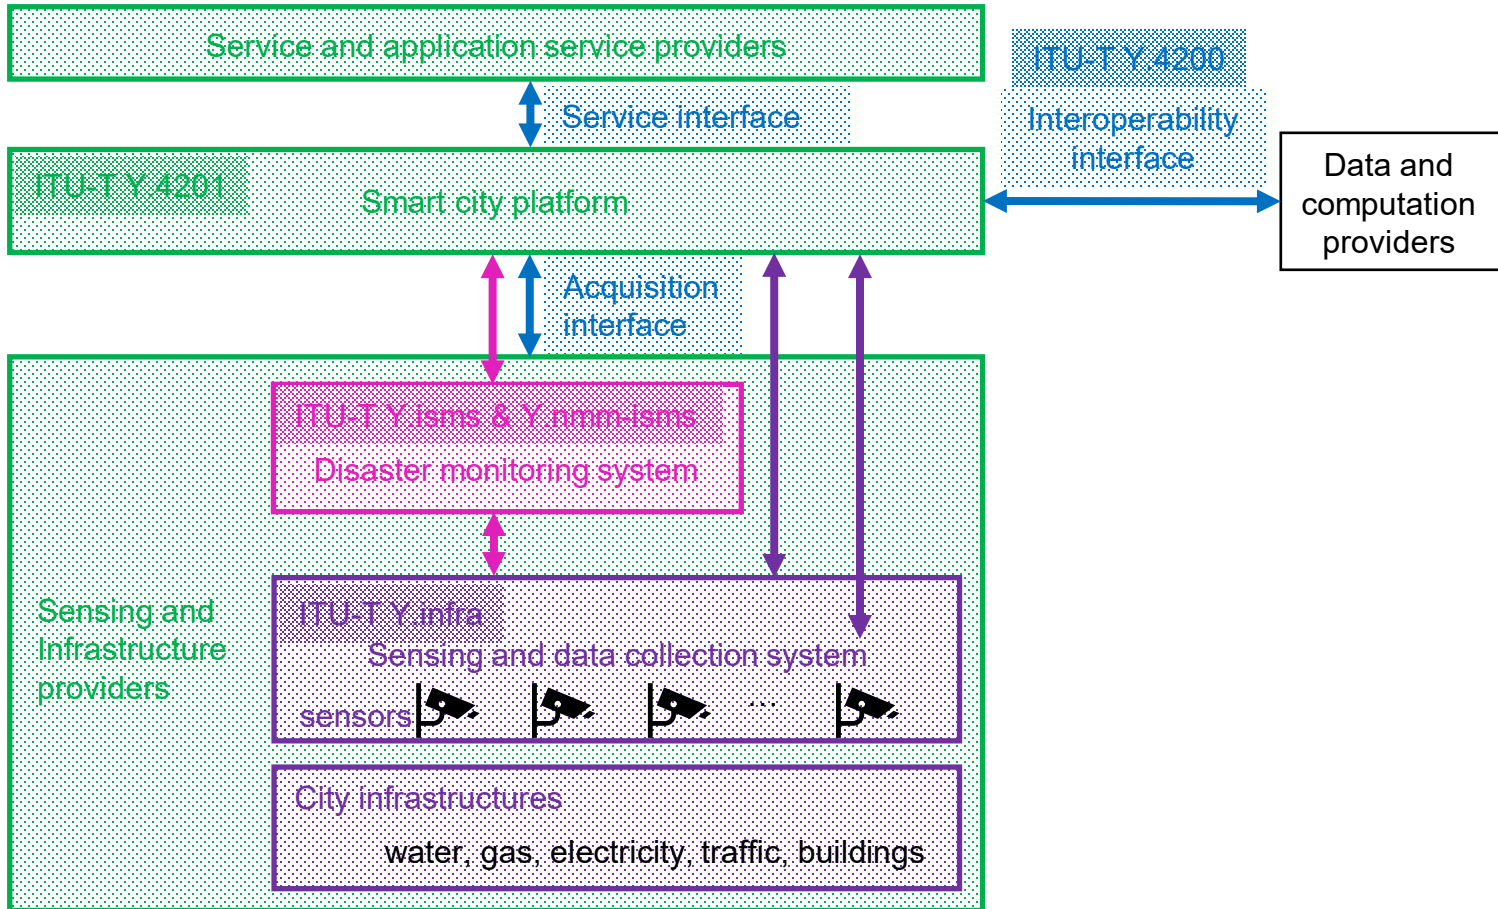 Service and application service providers
ITU-T Y.4200
Service interface
Interoperability
interface
ITU-T Y.4201
Smart city platform
Data and
computation
providers
Acquisition
interface
ITU-T Y.isms & Y.nmm-isms
Disaster monitoring system
Sensing and
Infrastructure
providers
ITU-T Y.infra
Sensing and data collection system
sensors
...
City infrastructures
water, gas, electricity, traffic, buildings